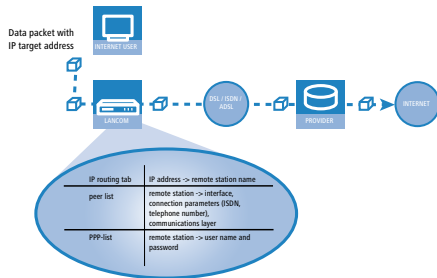 Data packet with
IP target address
INTERNET USER
LANCOM
DSL / ISDN /
ADSL
PROVIDER
INTERNET
IP routing tab
IP address -> remote station name
peer list
remote station -> interface,
connection parameters (ISDN,
telephone number),
communications layer
PPP-list
remote station -> user name and
password